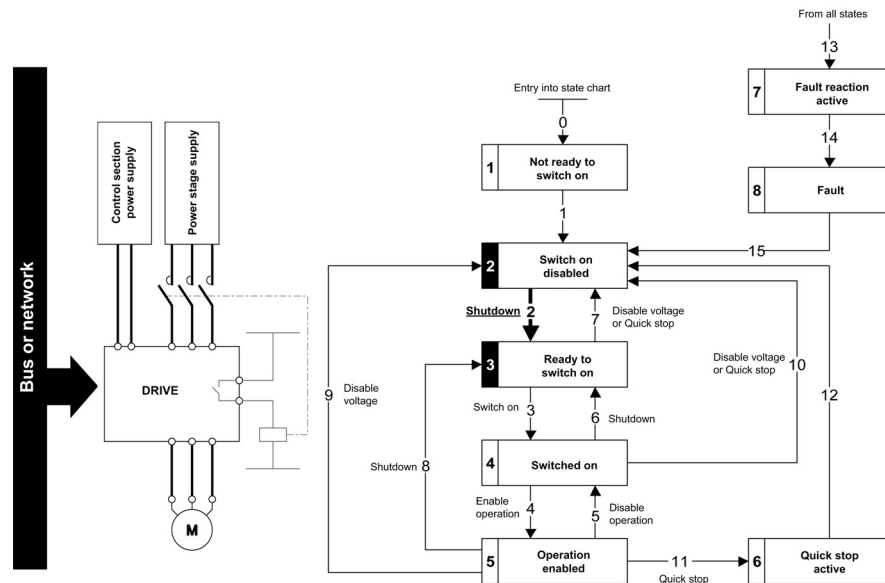 Bus or network
Control section
power supply
Power stage supply
DRIVE
M
From all states
13
7
Fault reaction
active
14
8
Fault
15
Entry into state chart
0
1
Not ready to
switch on
1
2
Switch on
disabled
Shutdown 2
7
Disable voltage
or Quick stop
3
Ready to
switch on
Switch on 3
6 Shutdown
4
Switched on
Enable
operation
4
5
Disable
operation
5
Operation
enabled
9
Disable
voltage
Shutdown 8
Disable voltage
or Quick stop
10
12
11
Quick stop
6
Quick stop
active